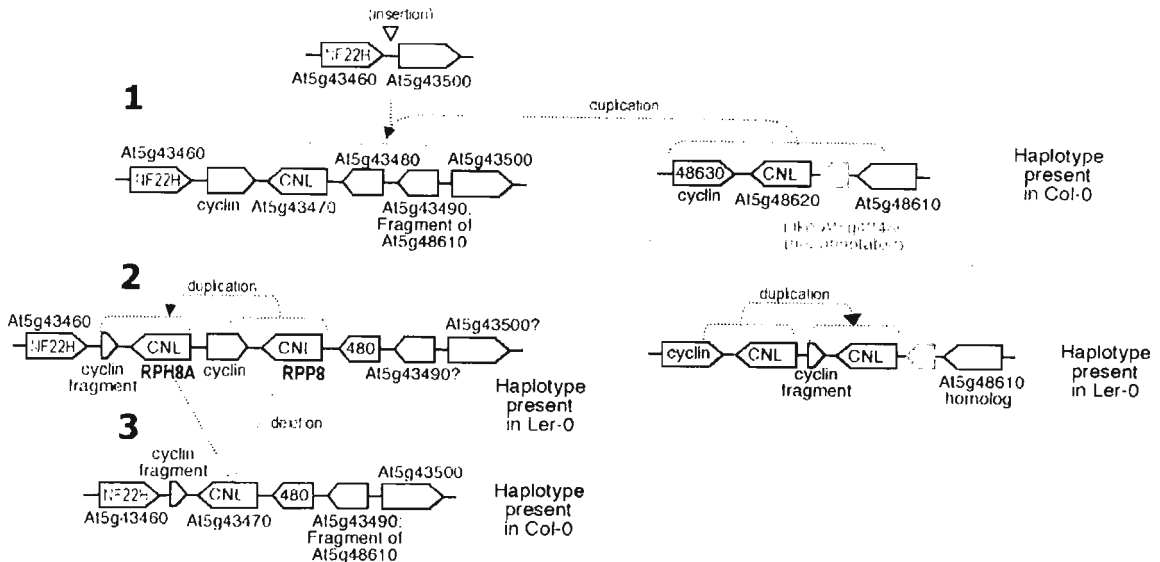 (insertion)
NF22H
At5g43460 At5g43500
1
duplication
At5g43460
At5g43480
At5g43500
NF22H
CNL
cyclin
At5g43470
At5g43490:
Fragment of
At5g48610
48630
CNL
cyclin
At5g48620
At5g48610
Haplotype
present
in Col-0
2
duplication
At5g43460
At5g43500?
NF22H
CNL
CNL
480
cyclin
fragment
RPH8A
cyclin
RPP8
At5g43490?
Haplotype
present
in Ler-0
duplication
cyclin
CNL
CNL
cyclin
fragment
At5g48610
homolog
Haplotype
present
in Ler-0
deletion
3
cyclin
fragment
At5g43500
NF22H
CNL
480
At5g43460
At5g43470
At5g43490:
Fragment of
At5g48610
Haplotype
present
in Col-0